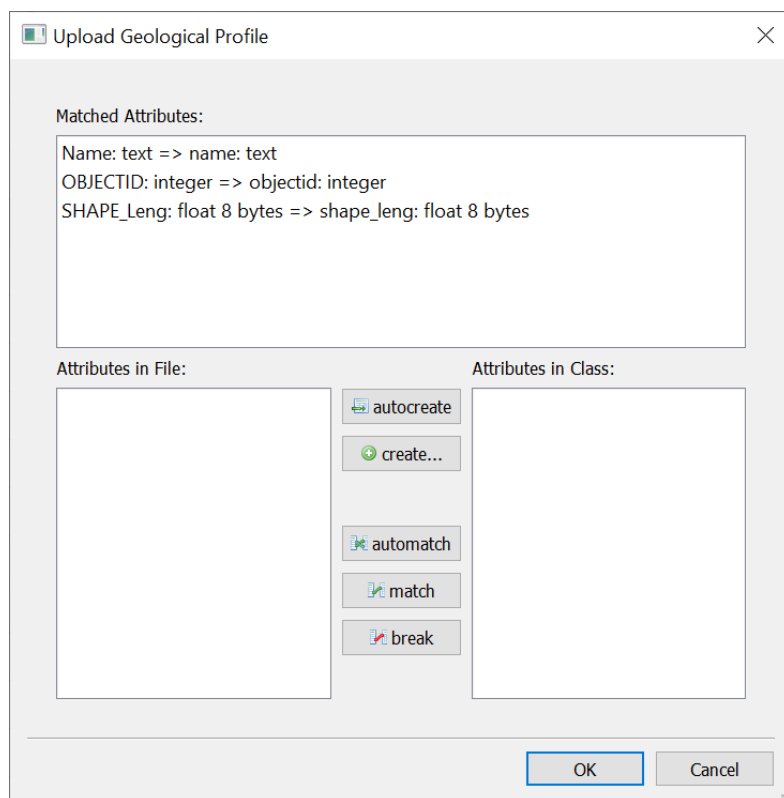 Upload Geological Profile
Matched Attributes:
Name: text => name: text
OBJECTID: integer => objectid: integer
SHAPE_Leng: float 8 bytes => shape_leng: float 8 bytes
Attributes in File:
Attributes in Class:
autocreate
create...
automatch
match
break
OK
Cancel